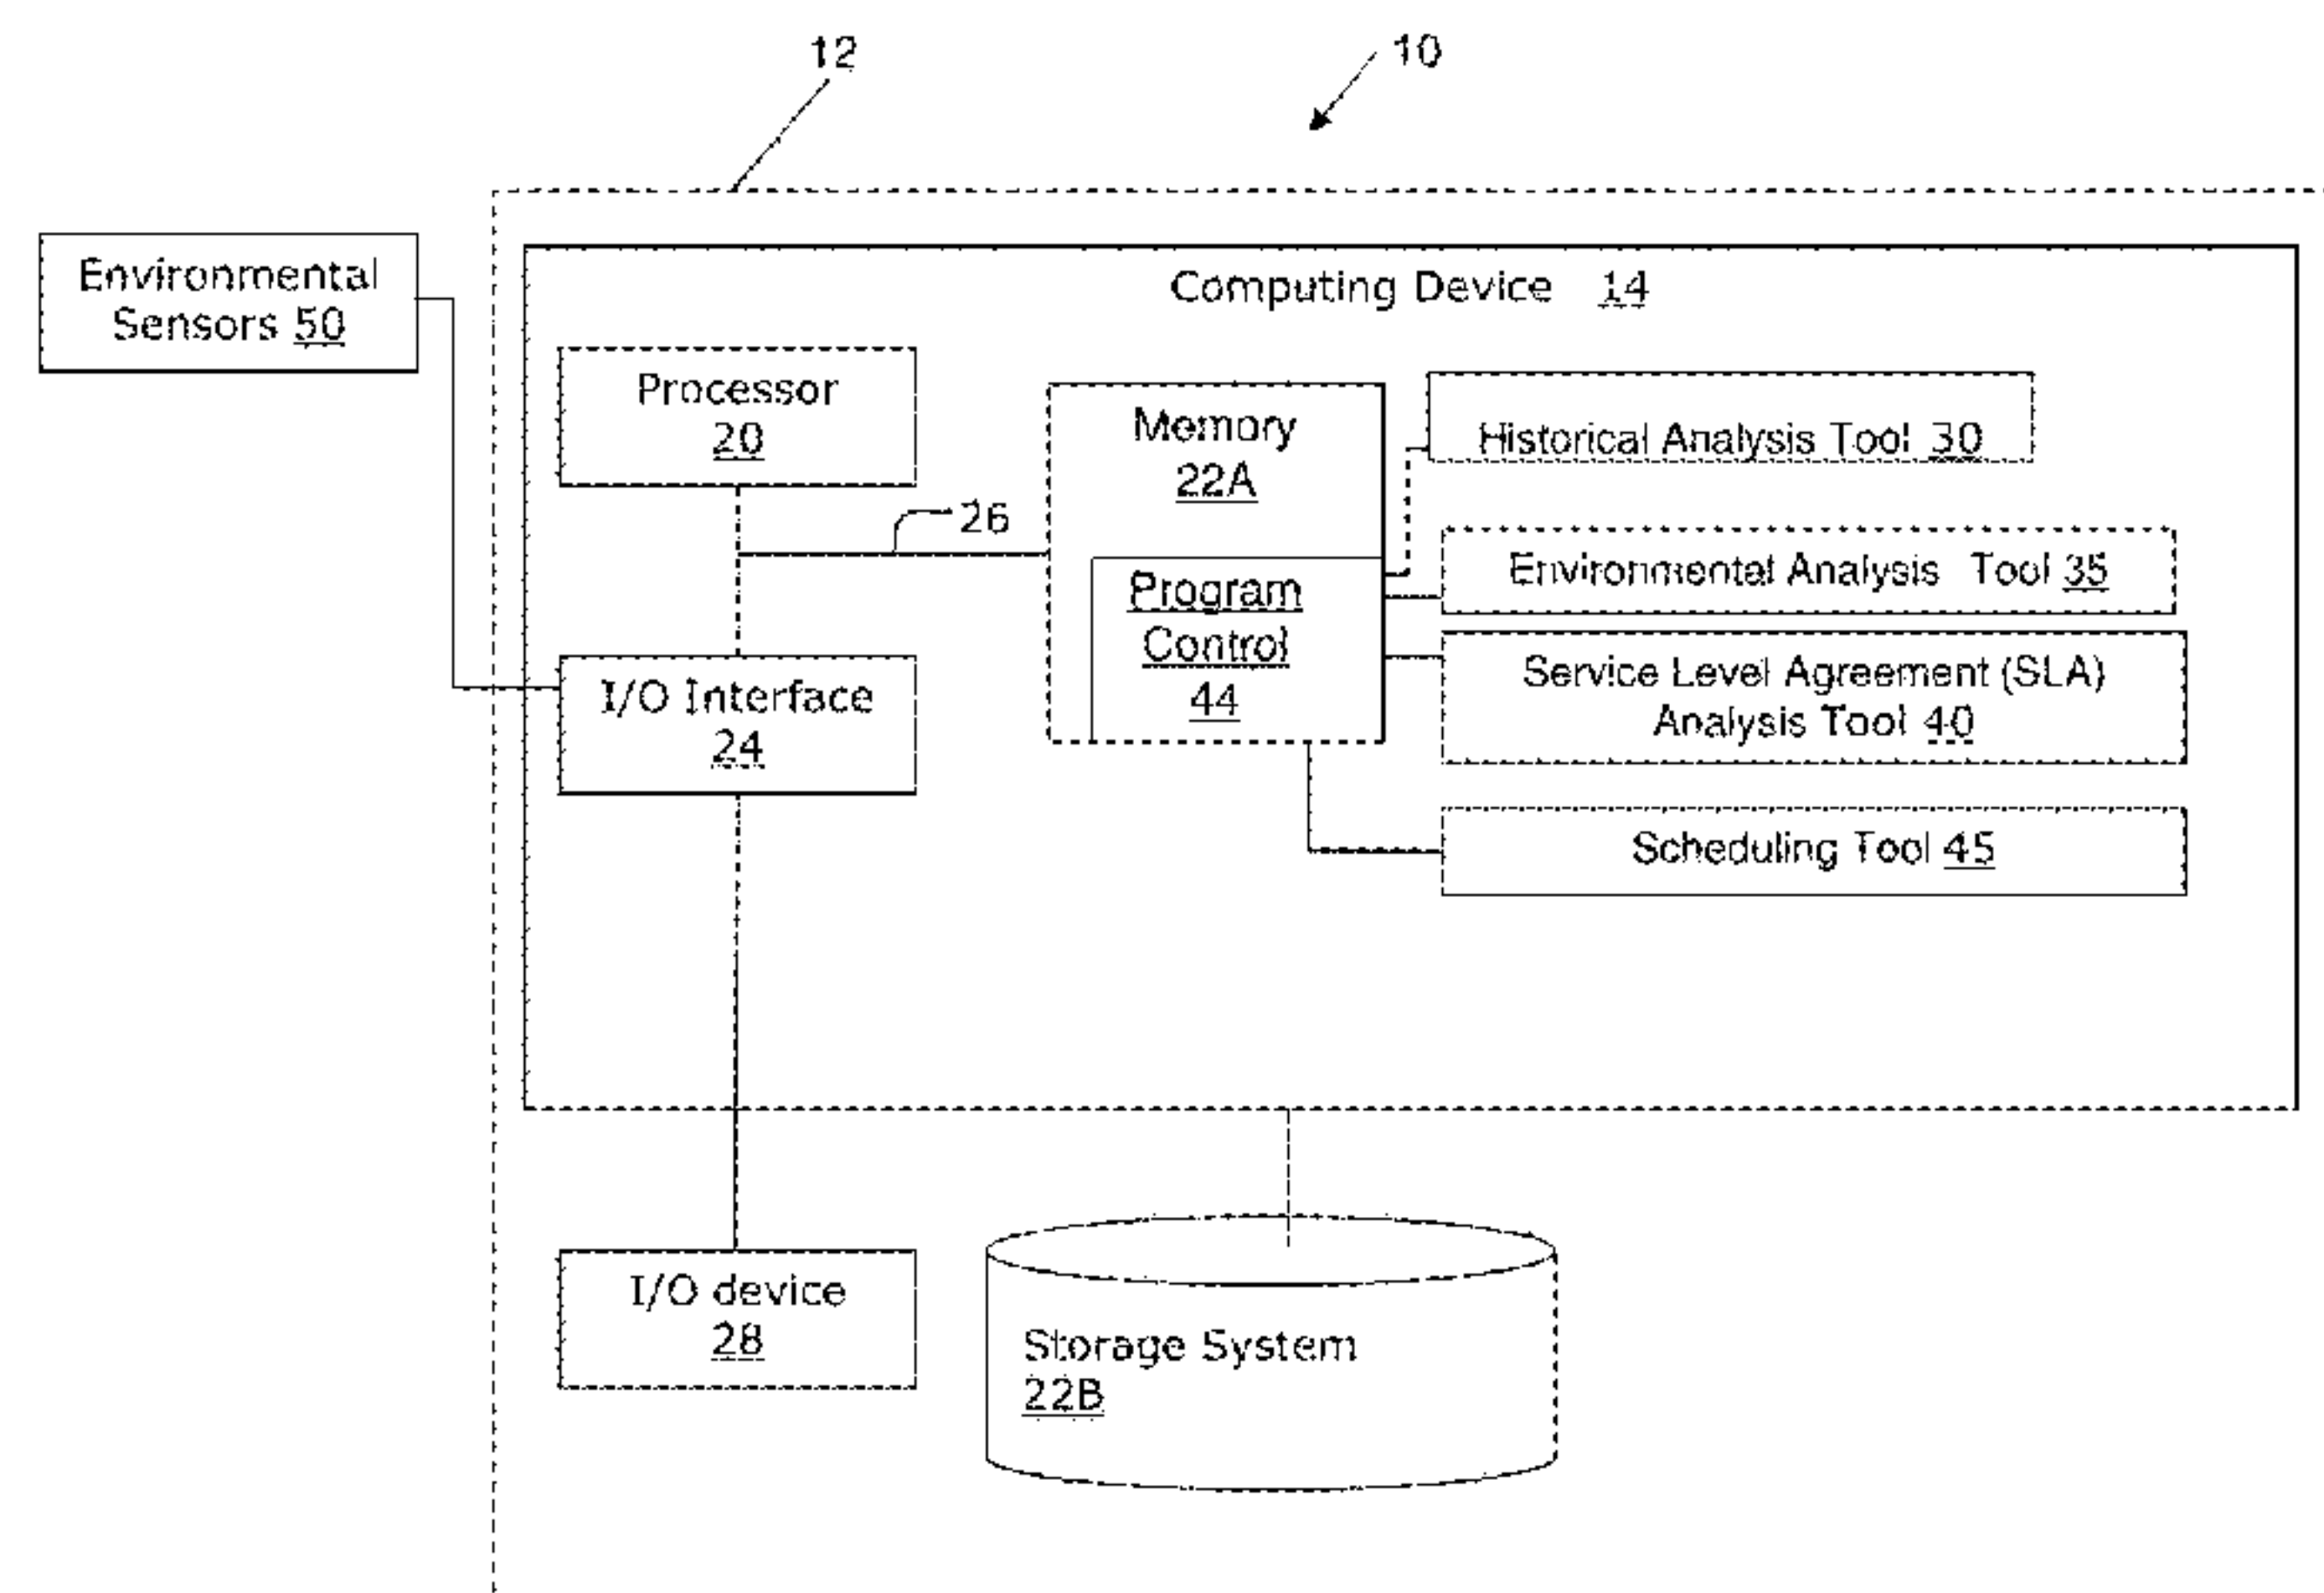 12
10
Environmental
Sensors 50
Computing Device 14
Processor
20
Memory
22A
Historical Analysis Tool 30
26
Environmental Analysis Tool 35
Program
Control
44
Service Level Agreement (SLA)
Analysis Tool 40
I/O Interface
24
Scheduling Tool 45
I/O device
28
Storage System
22B